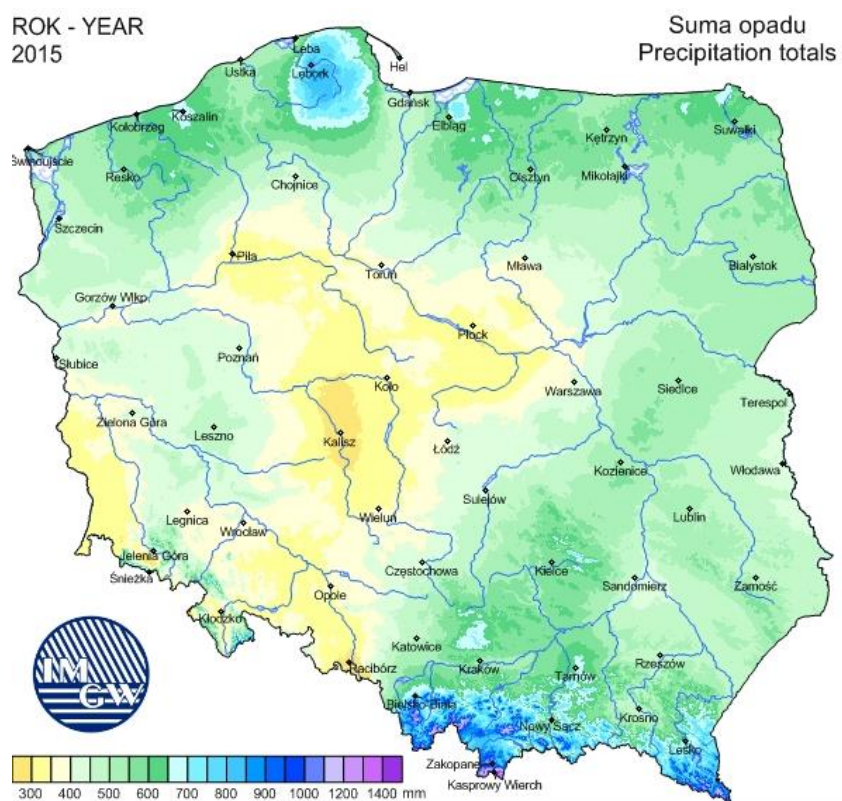 ROK - YEAR
2015
Suma opadu
Precipitation totals
Łeba
Ustka
Lębork
Hel
Gdańsk
Koszalin
Kołobrzeg
Elbląg
Suwałki
Kętrzyn
Świnoujście
Resko
Chojnice
Olsztyn
Mikołajki
Szczecin
Piła
Toruń
Mława
Białystok
Gorzów Wlkp.
Płock
Słubice
Poznań
Koło
Warszawa
Siedlce
Terespol
Zielona Góra
Leszno
Kalisz
Łódź
Kozienice
Włodawa
Sulejów
Legnica
Wrocław
Wieluń
Lublin
Jelenia Góra
Śnieżka
Częstochowa
Kielce
Sandomierz
Zamość
Opole
Kłodzko
Katowice
Racibórz
Kraków
Tarnów
Rzeszów
Bielsko-Biała
Nowy Sącz
Krosno
Lesko
Zakopane
Kasprowy Wierch
IM
GW
300 400 500 600 700 800 900 1000 1200 1400 mm